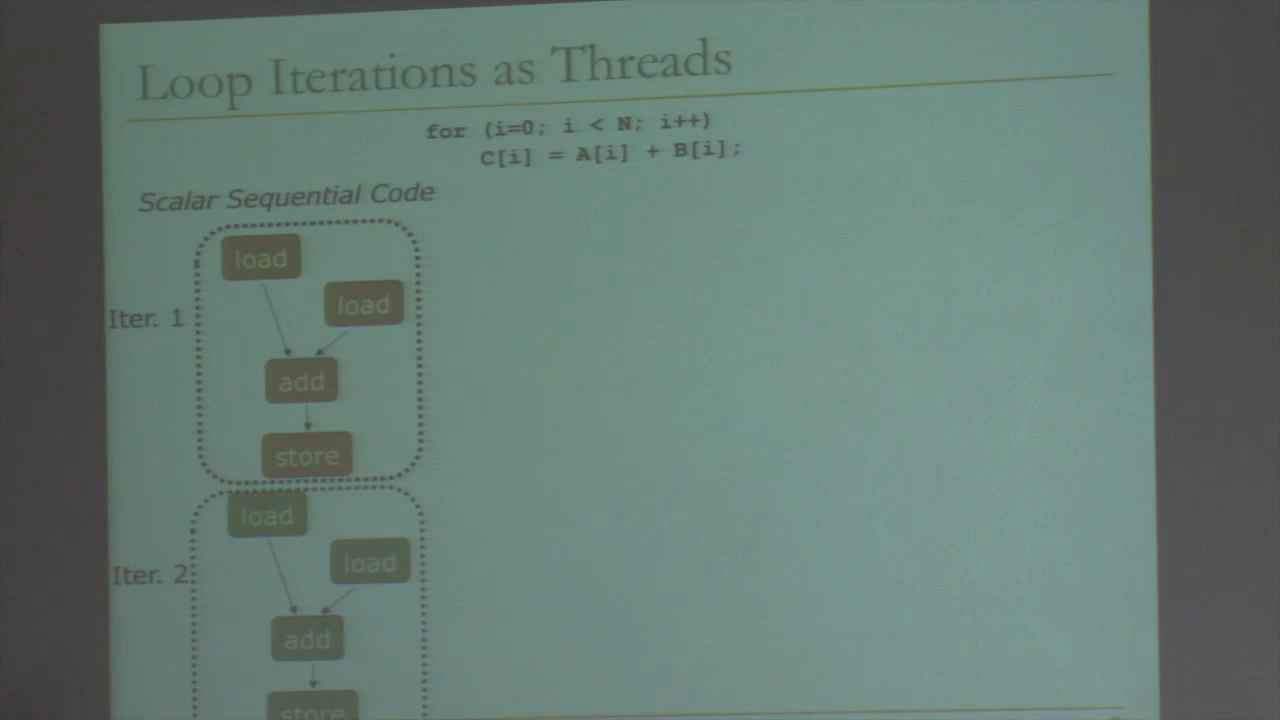 Loop Iterations as Threads
for (i=0; i < N; i++)
C[i] = A[i] + B[i];
Scalar Sequential Code
load
load
Iter. 1
add
store
load
load
Iter. 2
add
store